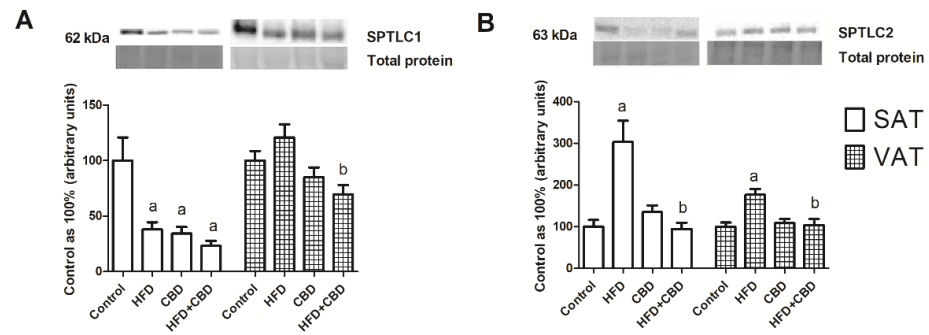 A
62 kDa
SPTLC1
Total protein
Control as 100% (arbitrary units)
150
100
50
0
a
a
a
b
Control
HFD
CBD
HFD+CBD
Control
HFD
CBD
HFD+CBD
B
63 kDa
SPTLC2
Total protein
Control as 100% (arbitrary units)
400
300
200
100
0
a
b
a
b
Control
HFD
CBD
HFD+CBD
Control
HFD
CBD
HFD+CBD
SAT
VAT